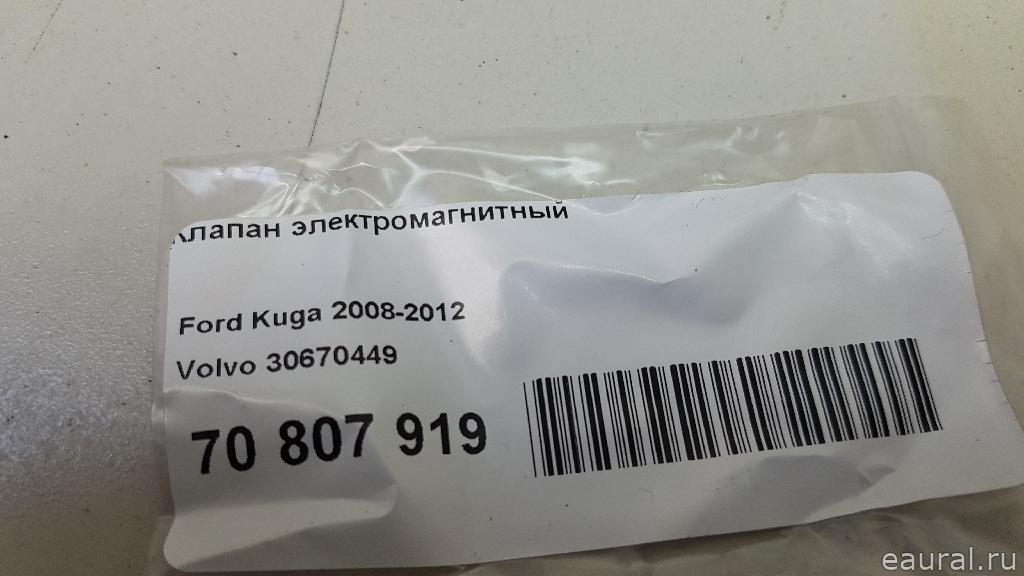 Клапан электромагнитный
Ford Kuga 2008-2012
Volvo 30670449
70 807 919
eaural.ru